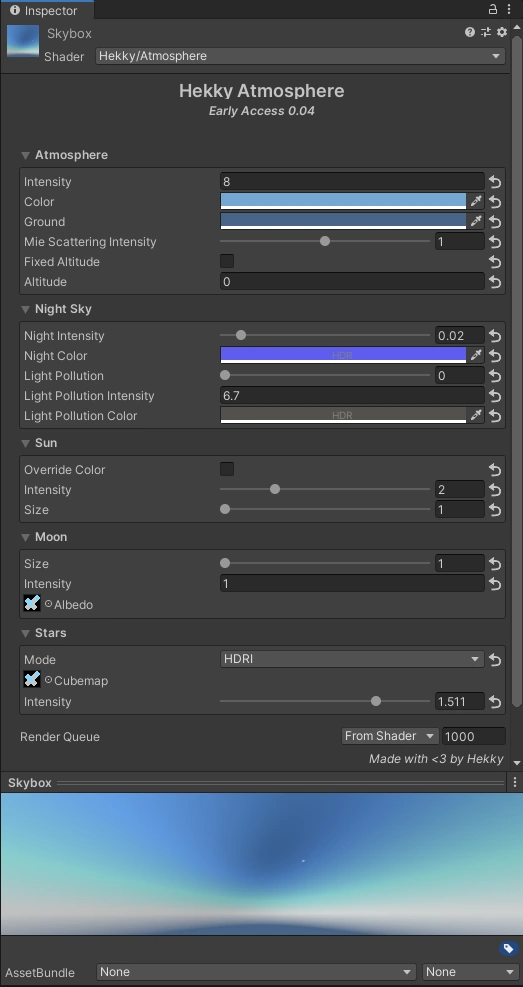 Inspector
Skybox
Shader Hekky/Atmosphere
Hekky Atmosphere
Early Access 0.04
Atmosphere
Intensity 8
Color
Ground
Mie Scattering Intensity 1
Fixed Altitude
Altitude 0
Night Sky
Night Intensity 0.02
Night Color HDR
Light Pollution 0
Light Pollution Intensity 6.7
Light Pollution Color HDR
Sun
Override Color
Intensity 2
Size 1
Moon
Size 1
Intensity 1
Albedo
Stars
Mode HDRI
Cubemap
Intensity 1.511
Render Queue From Shader 1000
Made with <3 by Hekky
Skybox
AssetBundle None None